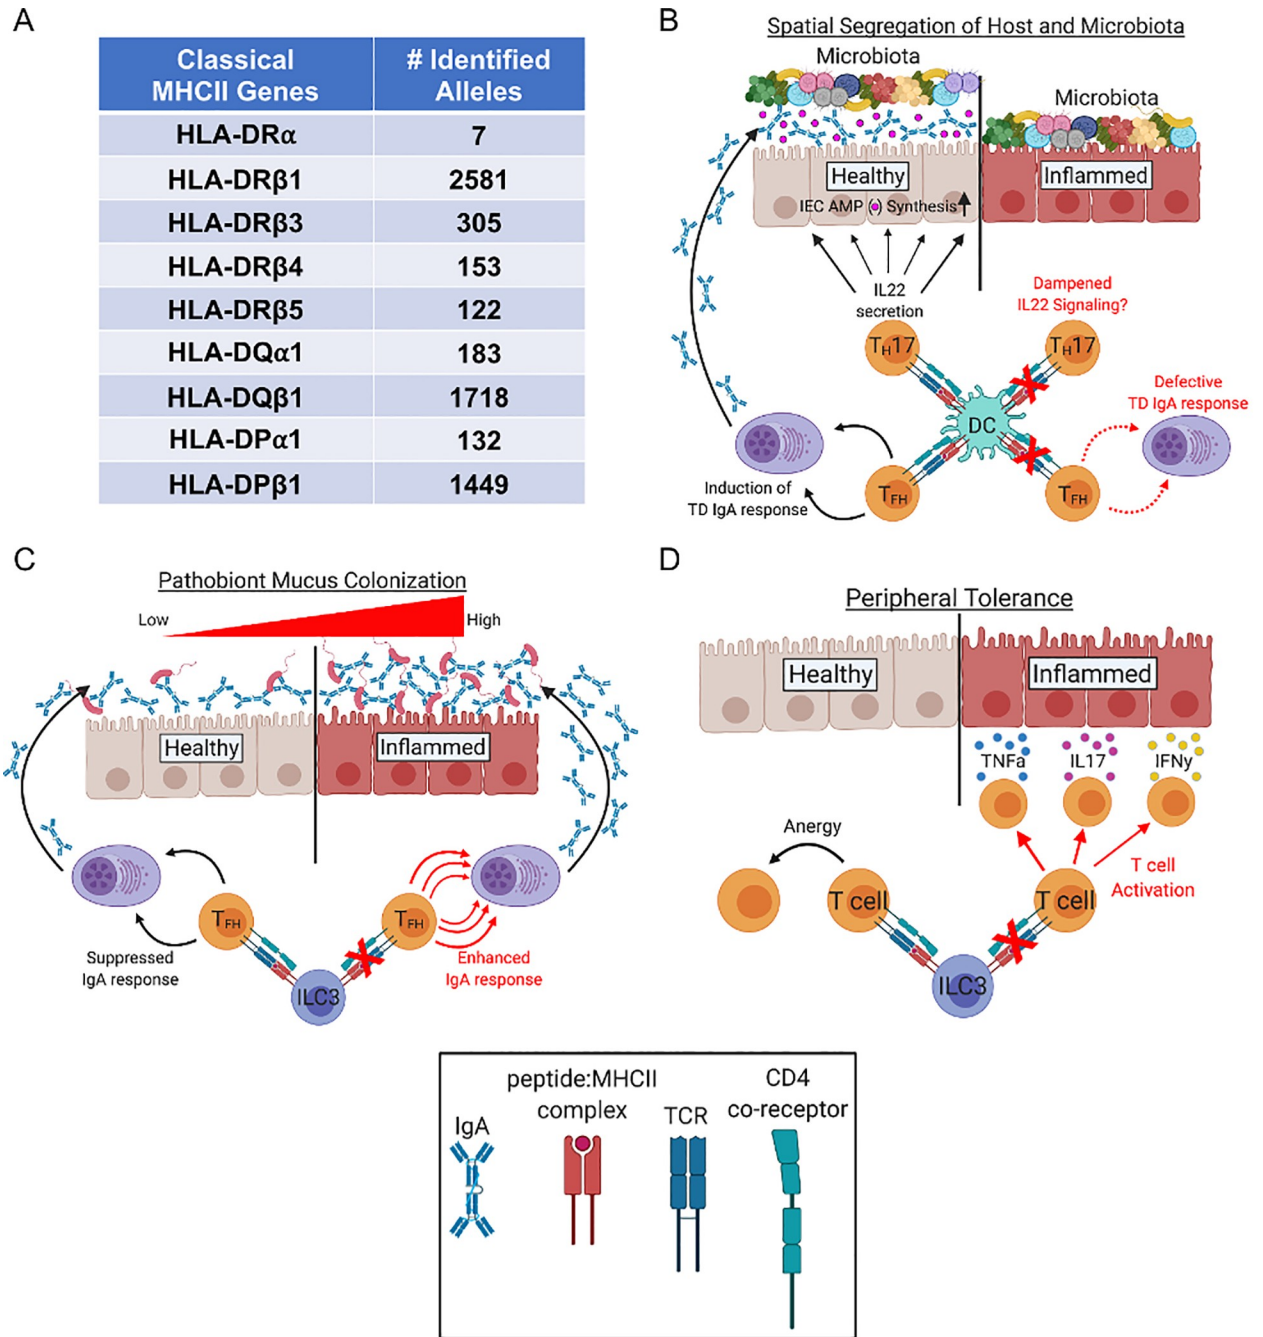 A
Classical
MHCII Genes
# Identified
Alleles
HLA-DRα 7
HLA-DRβ1 2581
HLA-DRβ3 305
HLA-DRβ4 153
HLA-DRβ5 122
HLA-DQα1 183
HLA-DQβ1 1718
HLA-DPα1 132
HLA-DPβ1 1449
B
Spatial Segregation of Host and Microbiota
Microbiota
Microbiota
Healthy
Inflammed
IEC AMP (•) Synthesis
IL22
secretion
Dampened
IL22 Signaling?
TH17
TH17
DC
Defective
TD IgA response
Induction of
TD IgA response
TFH
TFH
C
Pathobiont Mucus Colonization
Low
High
Healthy
Inflammed
TFH
TFH
Suppressed
IgA response
Enhanced
IgA response
ILC3
D
Peripheral Tolerance
Healthy
Inflammed
TNFa
IL17
IFNy
Anergy
T cell
Activation
T cell
T cell
ILC3
IgA
peptide:MHCII
complex
TCR
CD4
co-receptor